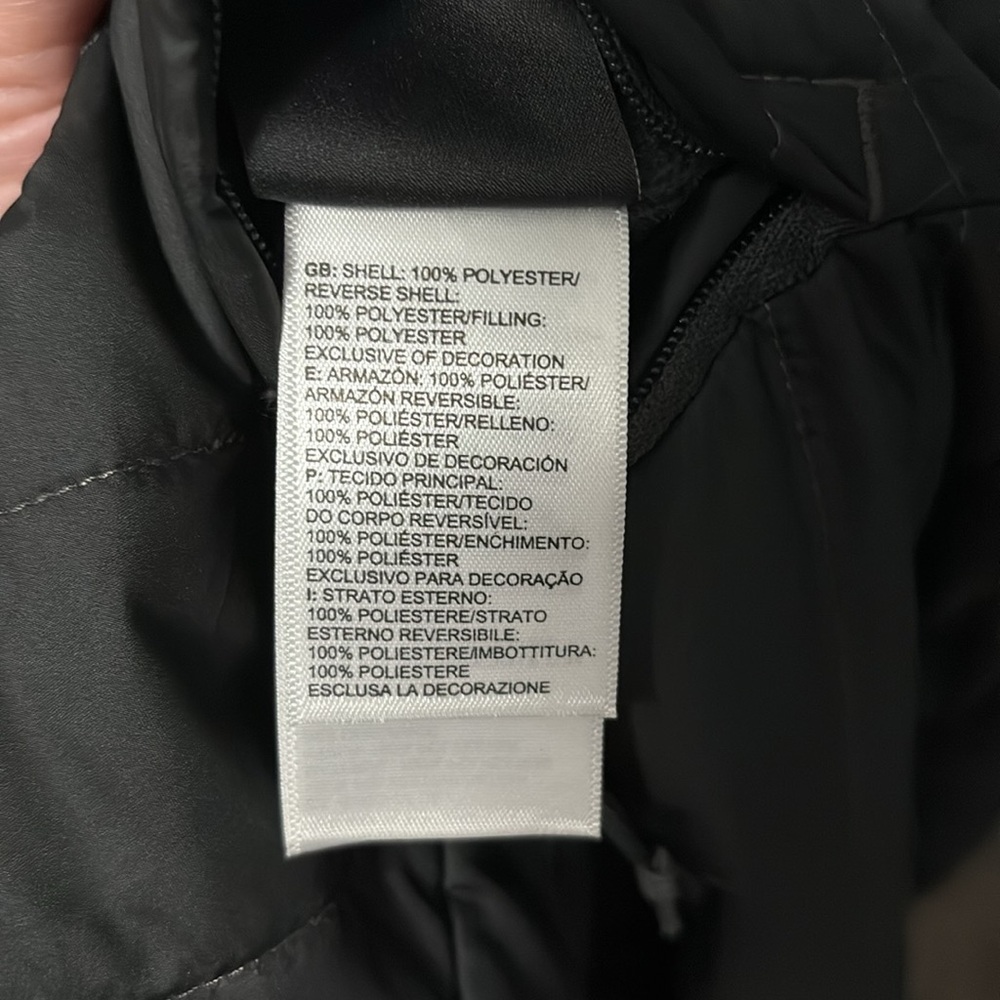 GB: SHELL: 100% POLYESTER/
REVERSE SHELL:
100% POLYESTER/FILLING:
100% POLYESTER
EXCLUSIVE OF DECORATION
E: ARMAZÓN: 100% POLIÉSTER/
ARMAZÓN REVERSIBLE:
100% POLIÉSTER/RELLENO:
100% POLIÉSTER
EXCLUSIVO DE DECORACIÓN
P: TECIDO PRINCIPAL:
100% POLIÉSTER/TECIDO
DO CORPO REVERSÍVEL:
100% POLIÉSTER/ENCHIMENTO:
100% POLIÉSTER
EXCLUSIVO PARA DECORAÇÃO
I: STRATO ESTERNO:
100% POLIESTERE/STRATO
ESTERNO REVERSIBILE:
100% POLIESTERE/IMBOTTITURA:
100% POLIESTERE
ESCLUSA LA DECORAZIONE